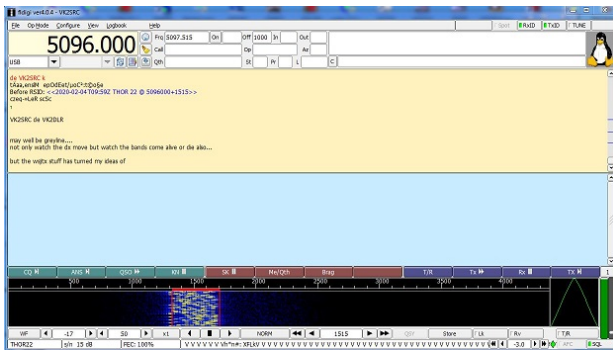 fldigi ver4.0.4 - VK2SRC
File Op Mode Configure View Logbook Help
Spot RxID TxID TUNE
5096.000
Frq 5097.515 On Off 1000 In Out
Call Op Az
USB Qth St Pr L C
de VK2SRC k
Before RSID: <<2020-02-04T09:59Z THOR 22 @ 5096000+1515>>
czeq-=LeR scSc
VK2SRC de VK2DLR
may well be greyline....
not only watch the dx move but watch the bands come alive or die also...
but the wsjtx stuff has turned my ideas of
CQ ANS QSO KN SK Me/Qth Brag T/R Tx Rx TX 1
500 1000 1500 2000 2500 3000 3500 4000
WF -17 50 x1 NORM 1515 QSY Store Lk Rv T/R
THOR22 s/n 15 dB FEC: 100% -3.0 AFC SQL